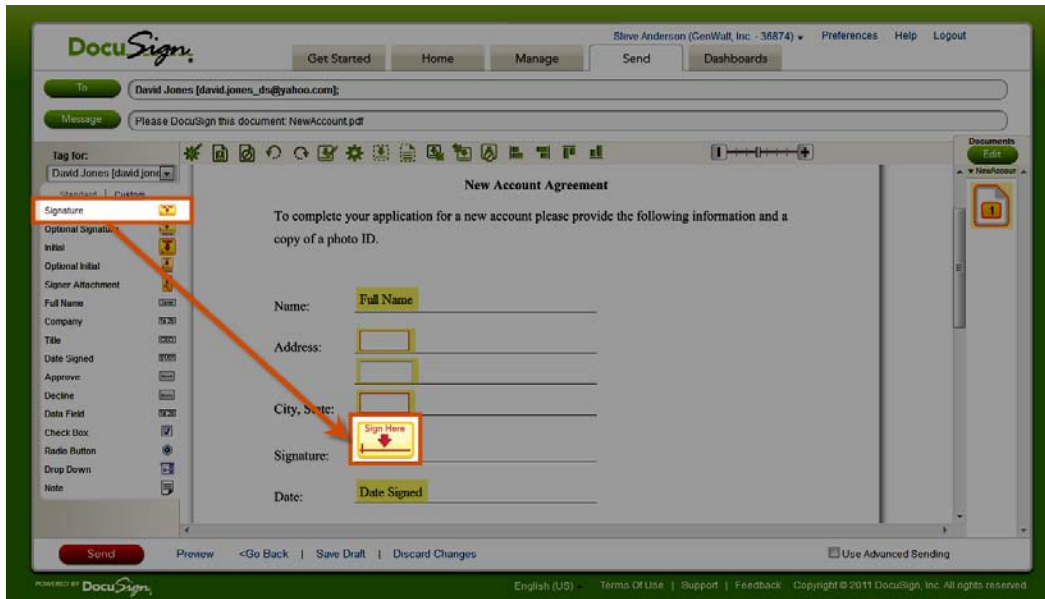 DocuSign
Steve Anderson (GenWatt, Inc. - 36874) Preferences Help Logout
Get Started Home Manage Send Dashboards
To David Jones [david.jones_ds@yahoo.com];
Message Please DocuSign this document: NewAccount.pdf
Tag for:
David Jones [david.jone
Standard | Custom
Signature
Optional Signature
Initial
Optional Initial
Signer Attachment
Full Name
Company
Title
Date Signed
Approve
Decline
Data Field
Check Box
Radio Button
Drop Down
Note
New Account Agreement
To complete your application for a new account please provide the following information and a
copy of a photo ID.
Name: Full Name
Address:
City, State:
Sign Here
Signature:
Date: Date Signed
Documents
Edit
NewAccour
1
Send Preview <Go Back | Save Draft | Discard Changes Use Advanced Sending
POWERED BY DocuSign English (US) Terms Of Use | Support | Feedback Copyright © 2011 DocuSign, Inc. All rights reserved.